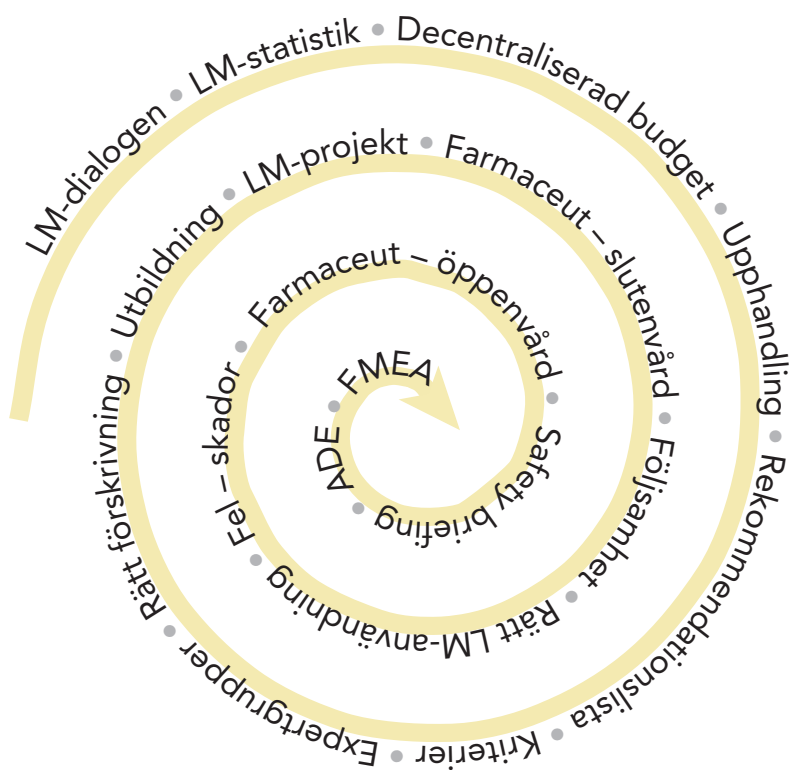 LM-dialogen • LM-statistik • Decentraliserad budget • Upphandling • Rekommendationslista • Kriterier • Expertgrupper • Rätt förskrivning • Utbildning • LM-projekt • Farmaceut – slutenvård • Följsamhet • Rätt LM-användning • Fel – skador • Farmaceut – öppenvård • Safety briefing • ADE • FMEA